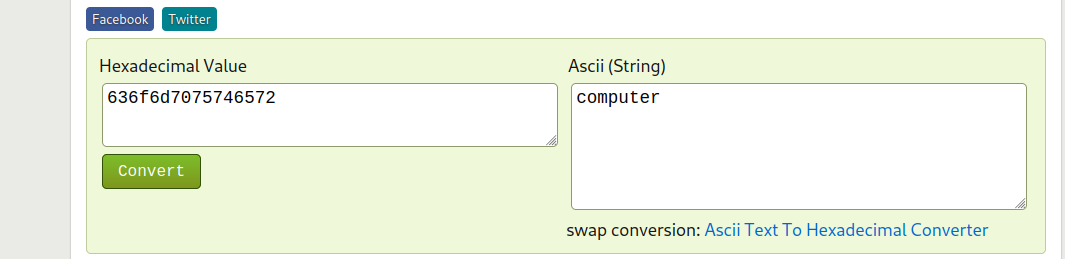 Facebook Twitter
Hexadecimal Value Ascii (String)
636f6d7075746572 computer
Convert
swap conversion: Ascii Text To Hexadecimal Converter